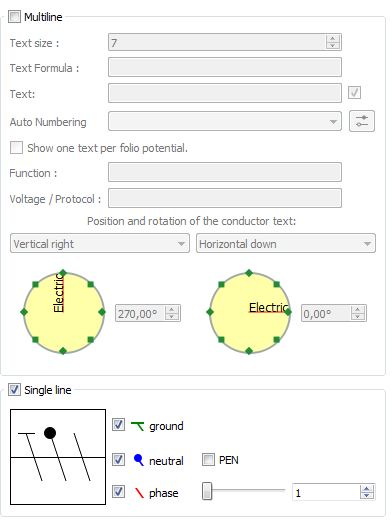 Multiline
Text size :
7
Text Formula :
Text:
Auto Numbering
Show one text per folio potential.
Function :
Voltage / Protocol :
Position and rotation of the conductor text:
Vertical right Horizontal down
Electric 270,00° Electric 0,00°
Single line
ground
neutral PEN
phase 1